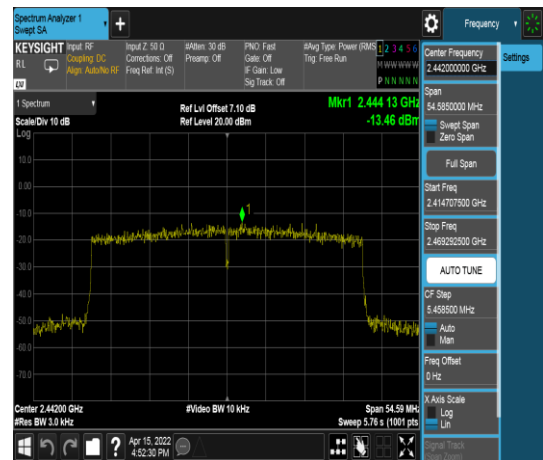 Spectrum Analyzer 1
Swept SA
+
Frequency
KEYSIGHT
RL
LXI
Input: RF
Coupling: DC
Align: Auto/No RF
Input Z: 50 Ω
Corrections: Off
Freq Ref: Int (S)
#Atten: 30 dB
Preamp: Off
PNO: Fast
Gate: Off
IF Gain: Low
Sig Track: Off
#Avg Type: Power (RMS
Trig: Free Run
1 2 3 4 5 6
M W W W W W
P N N N N N
1 Spectrum
Scale/Div 10 dB
Log
Ref Lvl Offset 7.10 dB
Ref Level 20.00 dBm
Mkr1 2.444 13 GHz
-13.46 dBm
10.0
0.00
-10.0
-20.0
-30.0
-40.0
-50.0
-60.0
-70.0
1
Center 2.44200 GHz
#Res BW 3.0 kHz
#Video BW 10 kHz
Span 54.59 MHz
Sweep 5.76 s (1001 pts)
Center Frequency
2.442000000 GHz
Span
54.5850000 MHz
Swept Span
Zero Span
Full Span
Start Freq
2.414707500 GHz
Stop Freq
2.469292500 GHz
AUTO TUNE
CF Step
5.458500 MHz
Auto
Man
Freq Offset
0 Hz
X Axis Scale
Log
Lin
Signal Track
(Span Zoom)
Settings
?
Apr 15, 2022
4:52:30 PM